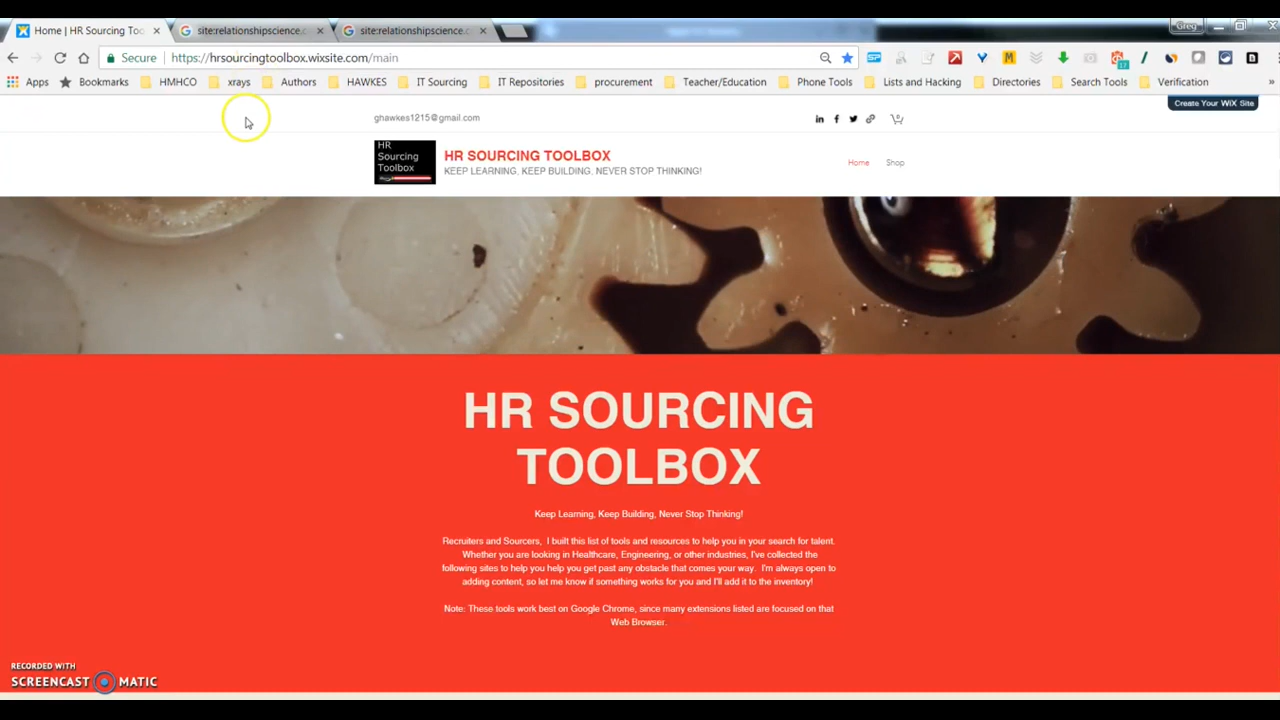 Home | HR Sourcing Too
site:relationshipscience.c
site:relationshipscience.c
Greg
Secure
https://hrsourcingtoolbox.wixsite.com/main
Apps
Bookmarks
HMHCO
xrays
Authors
HAWKES
IT Sourcing
IT Repositories
procurement
Teacher/Education
Phone Tools
Lists and Hacking
Directories
Search Tools
Verification
»
Create Your WiX Site
ghawkes1215@gmail.com
HR
Sourcing
Toolbox
HR SOURCING TOOLBOX
KEEP LEARNING, KEEP BUILDING, NEVER STOP THINKING!
Home
Shop
HR SOURCING
TOOLBOX
Keep Learning, Keep Building, Never Stop Thinking!
Recruiters and Sourcers, I built this list of tools and resources to help you in your search for talent.
Whether you are looking in Healthcare, Engineering, or other industries, I've collected the
following sites to help you help you get past any obstacle that comes your way. I'm always open to
adding content, so let me know if something works for you and I'll add it to the inventory!
Note: These tools work best on Google Chrome, since many extensions listed are focused on that
Web Browser.
RECORDED WITH
SCREENCAST MATIC